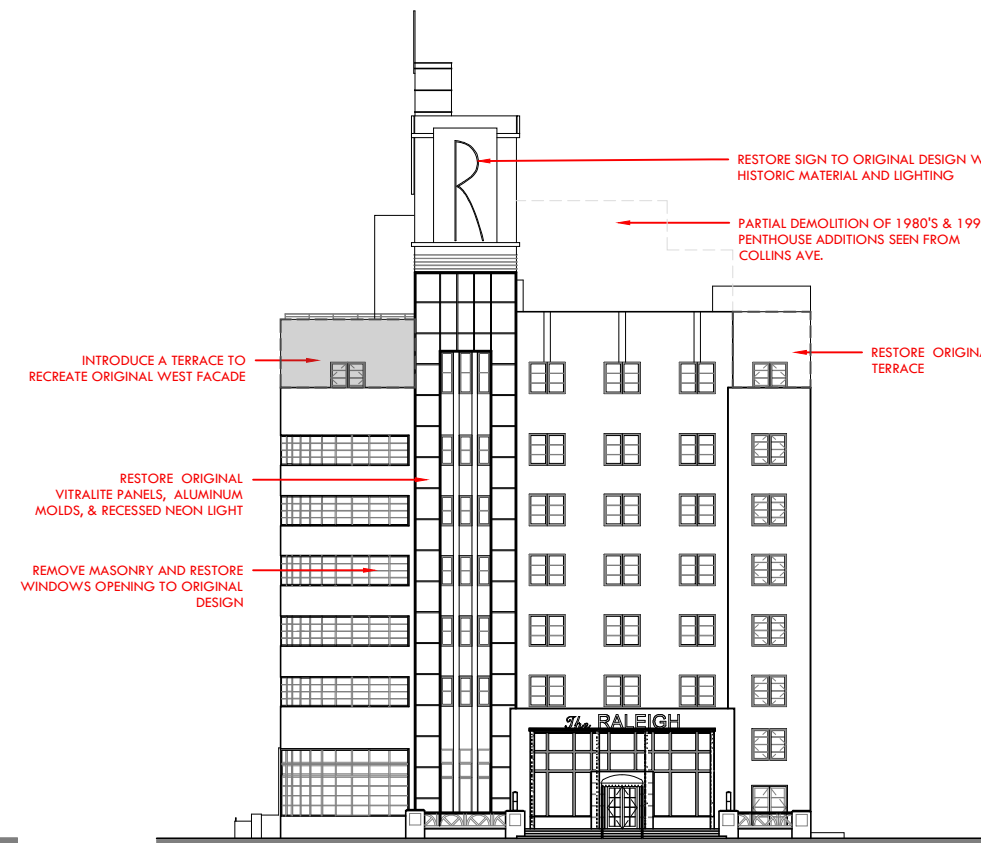 R
RESTORE SIGN TO ORIGINAL DESIGN
HISTORIC MATERIAL AND LIGHTING
PARTIAL DEMOLITION OF 1980'S &
PENTHOUSE ADDITIONS SEEN FROM
COLLINS AVE.
INTRODUCE A TERRACE TO
RECREATE ORIGINAL WEST FACADE
RESTORE
TERRACE
RESTORE ORIGINAL
VITRALITE PANELS, ALUMINUM
MOLDS, & RECESSED NEON LIGHT
REMOVE MASONRY AND RESTORE
WINDOWS OPENING TO ORIGINAL
DESIGN
The RALEIGH